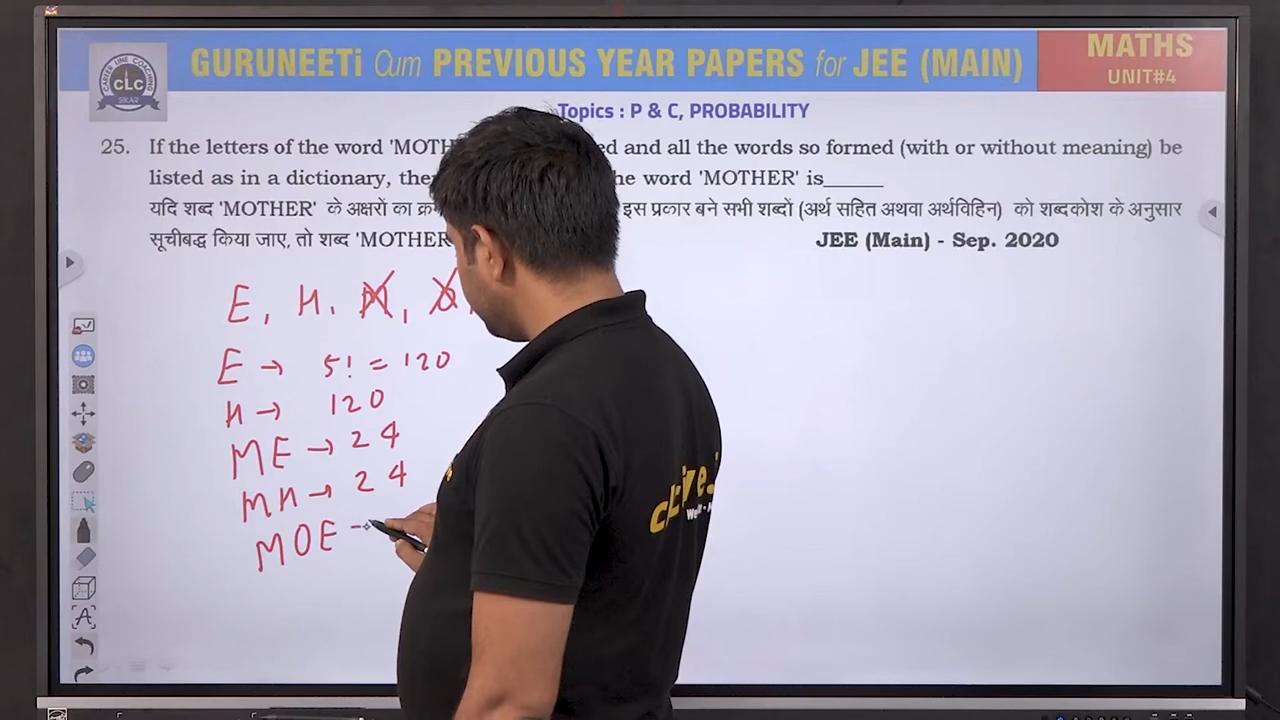 GURUNEETi Cum PREVIOUS YEAR PAPERS for JEE (MAIN)
MATHS
UNIT#4
CAREER LINE COACHING
CLC
SIKAR
Topics : P & C, PROBABILITY
25. If the letters of the word 'MOTH ed and all the words so formed (with or without meaning) be
listed as in a dictionary, the he word 'MOTHER' is_____
यदि शब्द 'MOTHER' के अक्षरों का क्र इस प्रकार बने सभी शब्दों (अर्थ सहित अथवा अर्थविहिन) को शब्दकोश के अनुसार
सूचीबद्ध किया जाए, तो शब्द 'MOTHER
JEE (Main) - Sep. 2020
E, H, M, O
E → 5! = 120
H → 120
ME → 24
MH → 24
MOE →